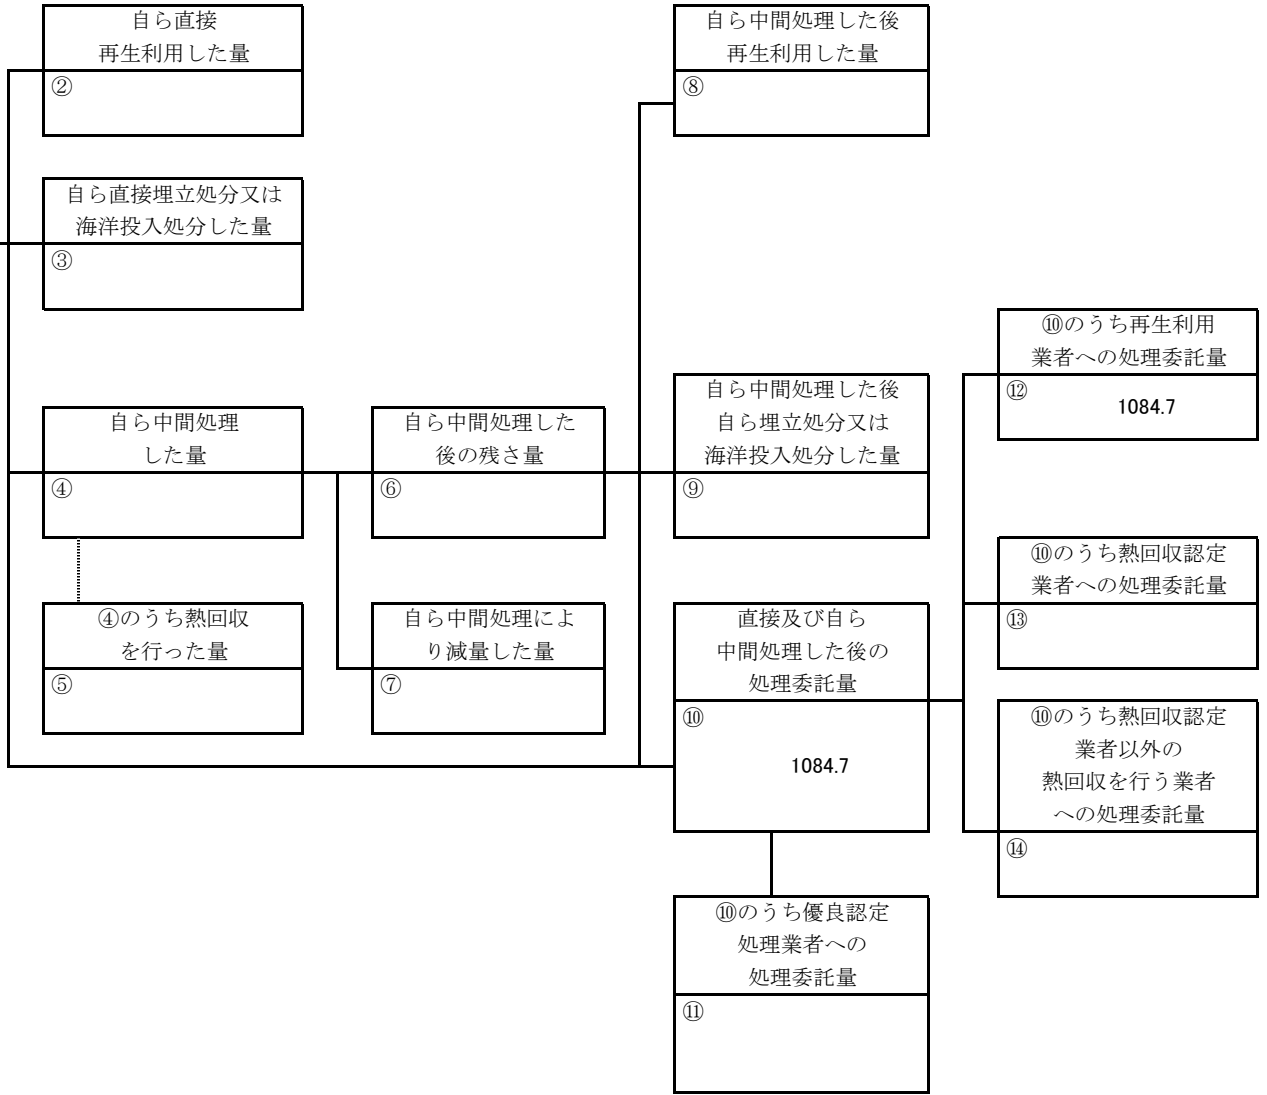 自ら直接
再生利用した量
②
自ら直接埋立処分又は
海洋投入処分した量
③
自ら中間処理
した量
④
④のうち熱回収
を行った量
⑤
自ら中間処理した
後の残さ量
⑥
自ら中間処理によ
り減量した量
⑦
自ら中間処理した後
再生利用した量
⑧
自ら中間処理した後
自ら埋立処分又は
海洋投入処分した量
⑨
直接及び自ら
中間処理した後の
処理委託量
⑩
1084.7
⑩のうち優良認定
処理業者への
処理委託量
⑪
⑩のうち再生利用
業者への処理委託量
⑫
1084.7
⑩のうち熱回収認定
業者への処理委託量
⑬
⑩のうち熱回収認定
業者以外の
熱回収を行う業者
への処理委託量
⑭